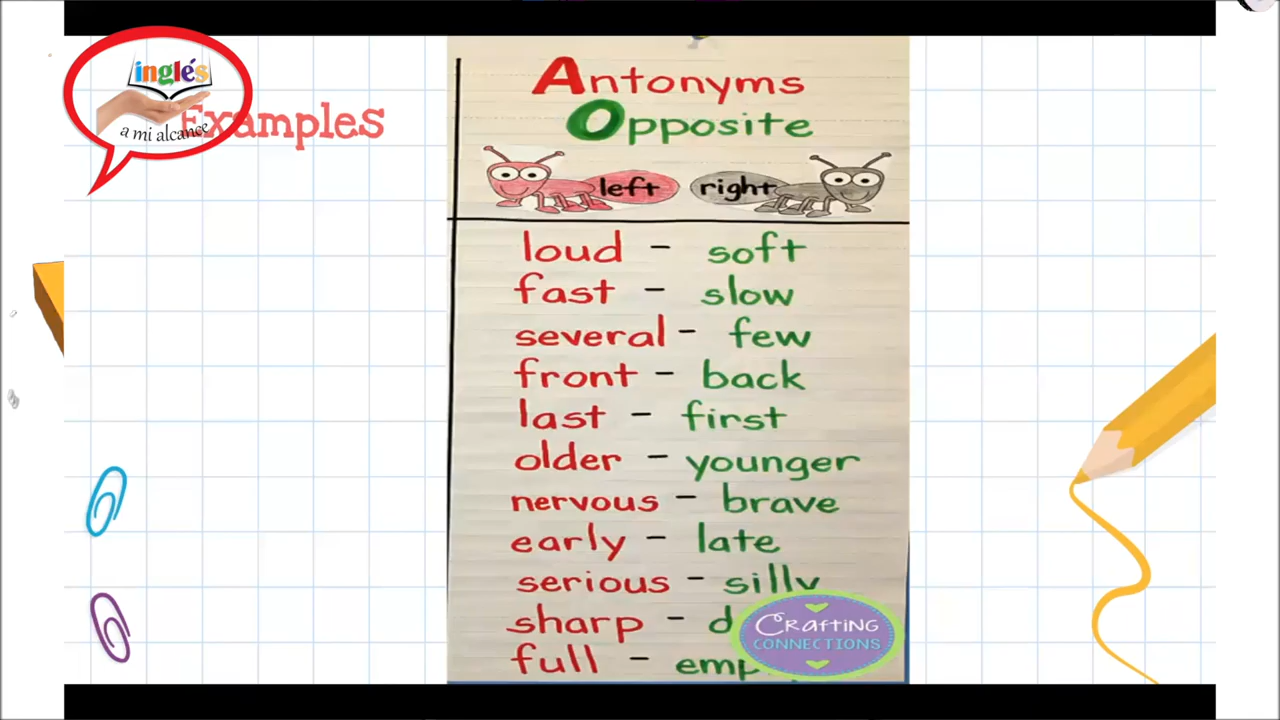 inglés
a mi alcance
Examples
Antonyms
Opposite
left right
loud - soft
fast - slow
several - few
front - back
last - first
older - younger
nervous - brave
early - late
serious - silly
sharp -
full -
Crafting
CONNECTIONS